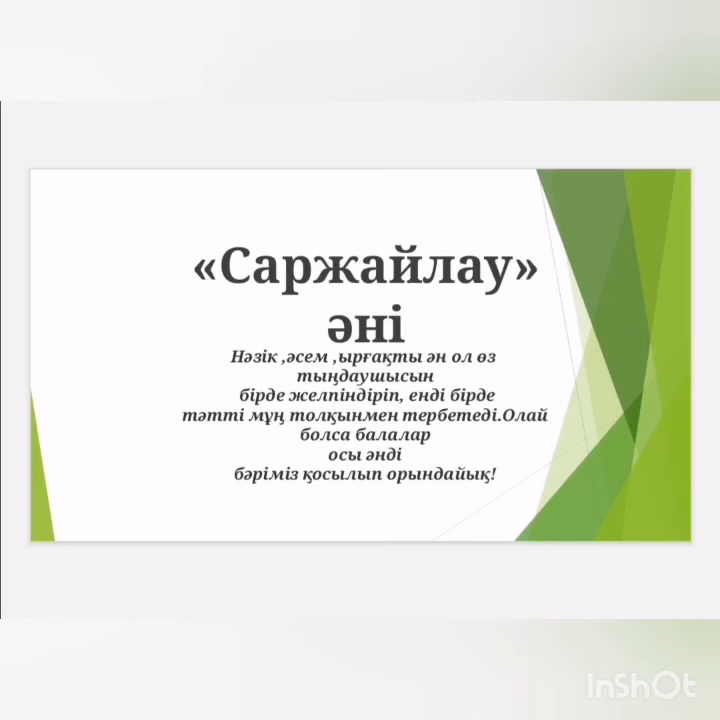 «Саржайлау»
әні
Нәзік ,әсем ,ырғақты ән ол өз
тыңдаушысын
бірде желпіндіріп, енді бірде
тәтті мұң толқынмен тербетеді.Олай
болса балалар
осы әнді
бәріміз қосылып орындайық!
InShOt